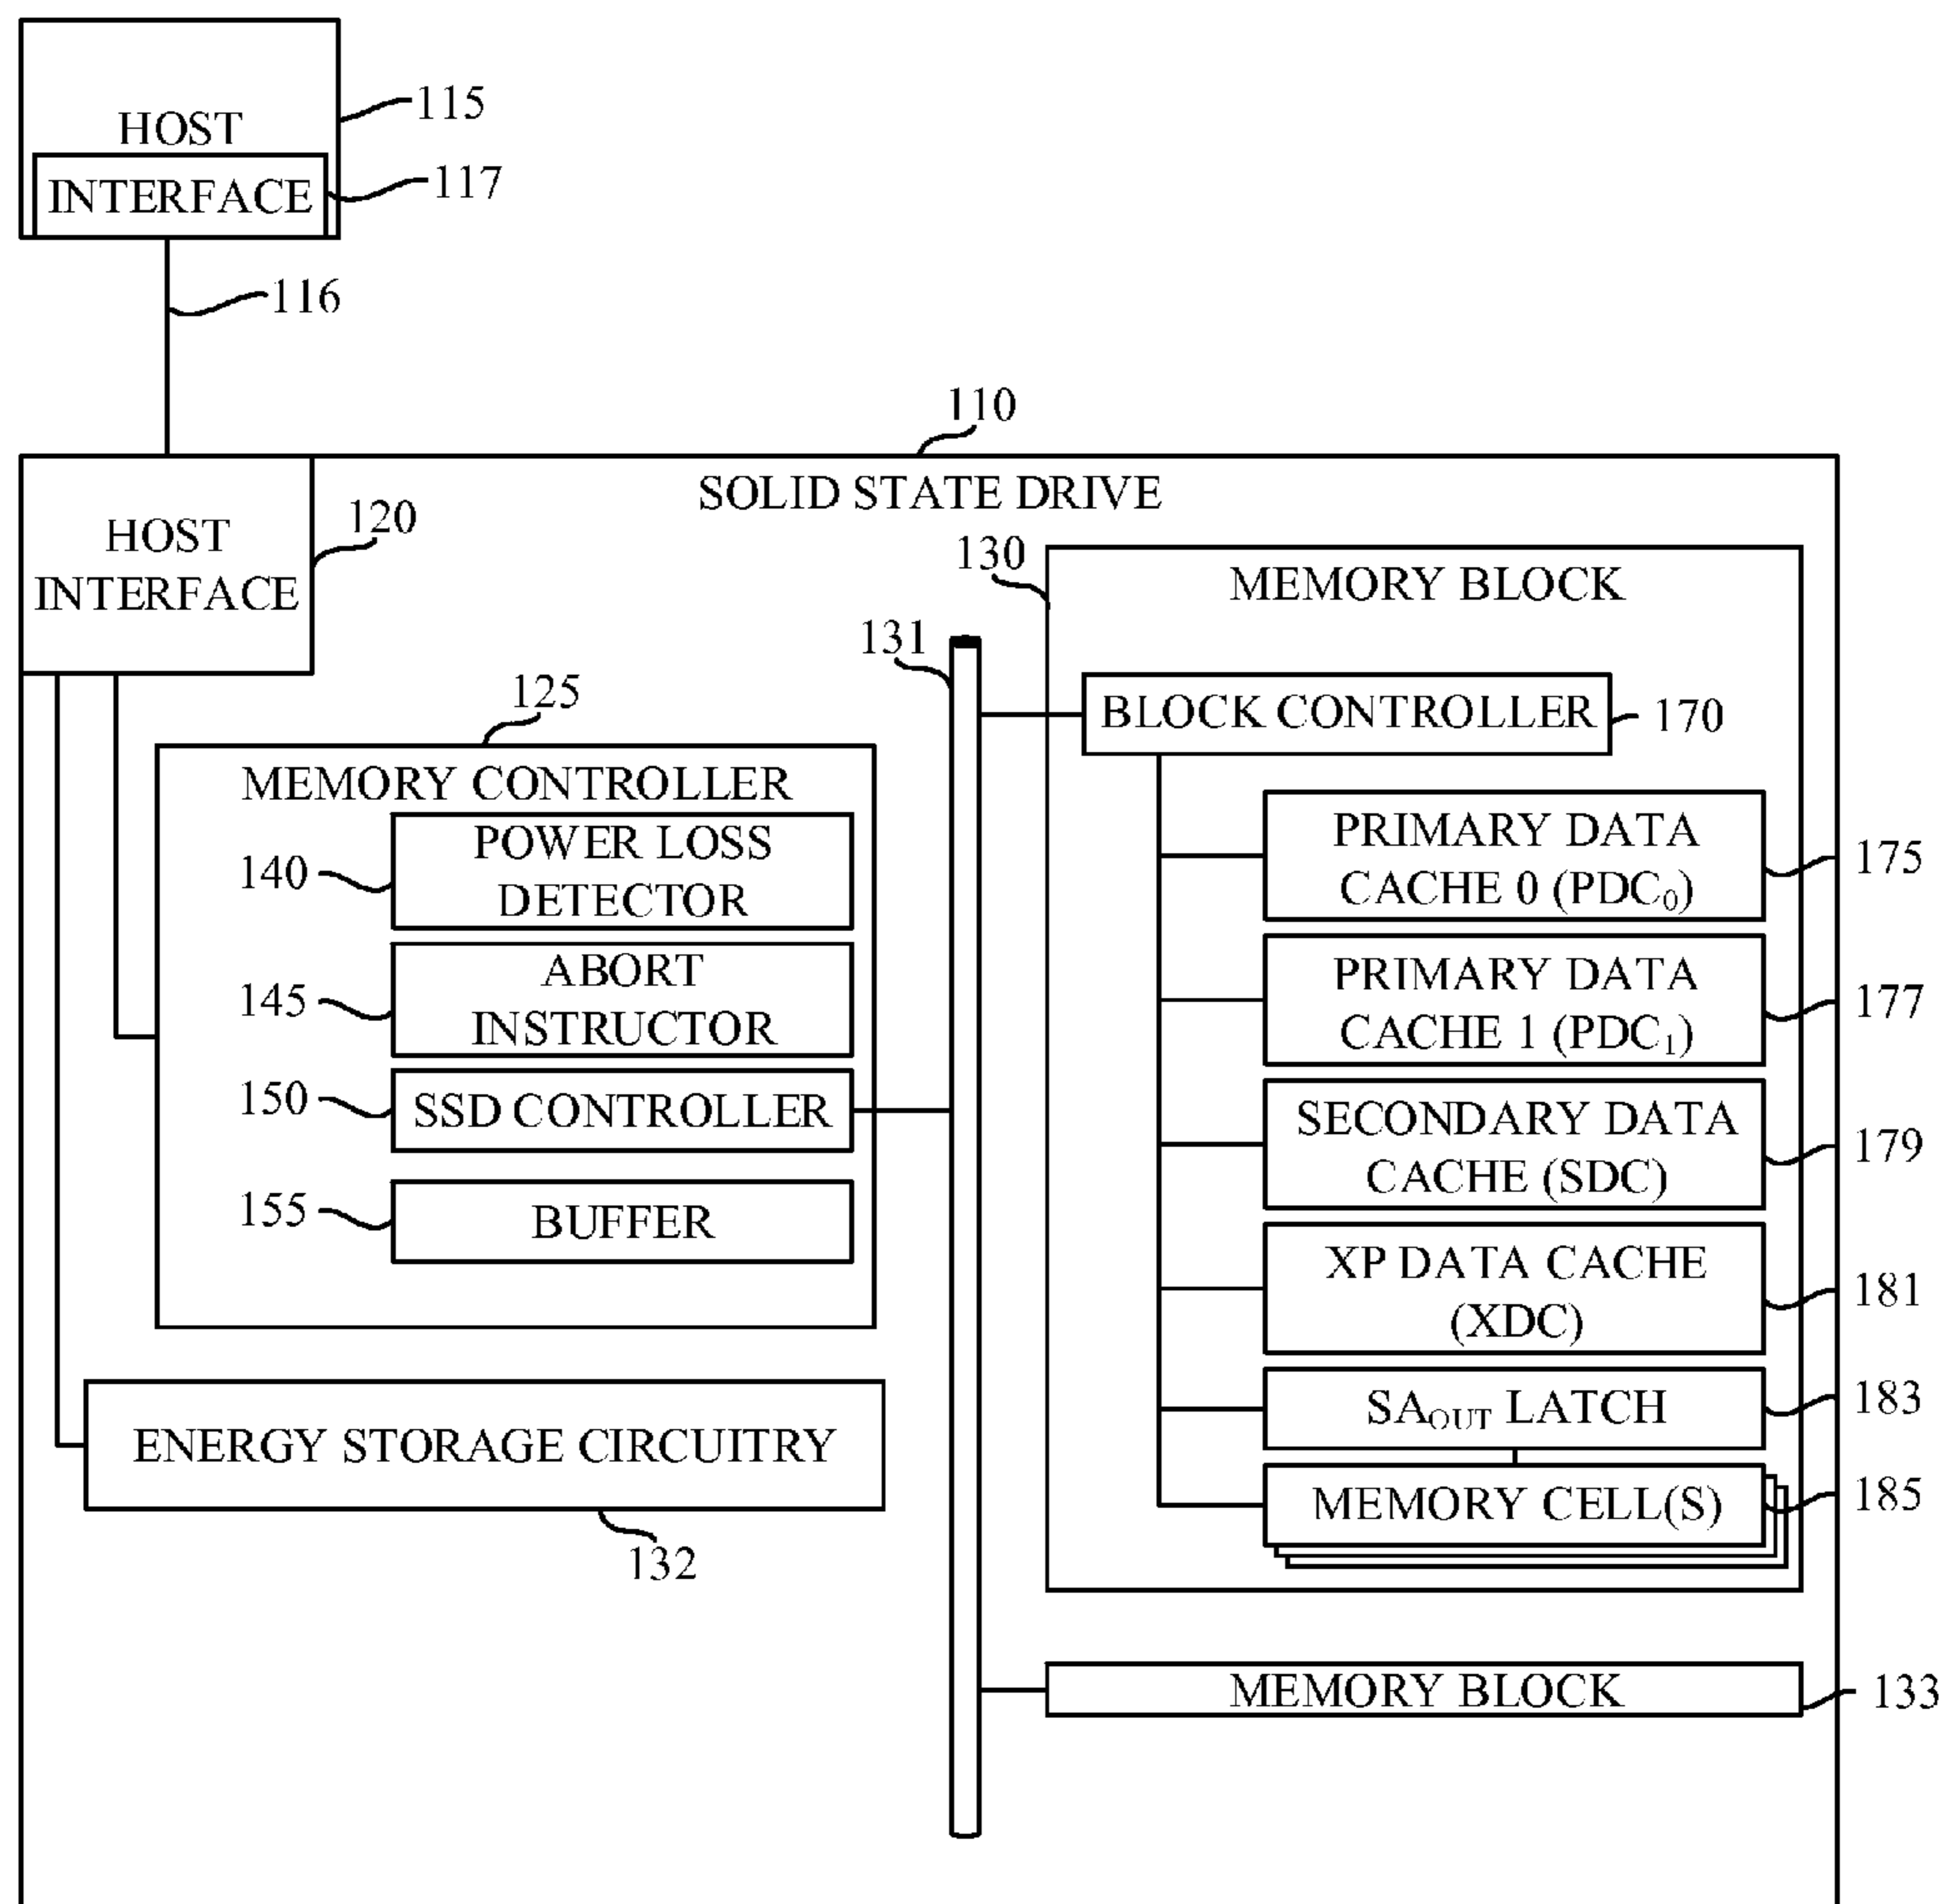 HOST
115
INTERFACE
117
116
110
SOLID STATE DRIVE
HOST
INTERFACE
120
130
MEMORY BLOCK
131
BLOCK CONTROLLER
170
125
MEMORY CONTROLLER
140
POWER LOSS
DETECTOR
145
ABORT
INSTRUCTOR
150
SSD CONTROLLER
155
BUFFER
PRIMARY DATA
CACHE 0 (PDC₀)
175
PRIMARY DATA
CACHE 1 (PDC₁)
177
SECONDARY DATA
CACHE (SDC)
179
XP DATA CACHE
(XDC)
181
SA_OUT LATCH
183
MEMORY CELL(S)
185
ENERGY STORAGE CIRCUITRY
132
MEMORY BLOCK
133